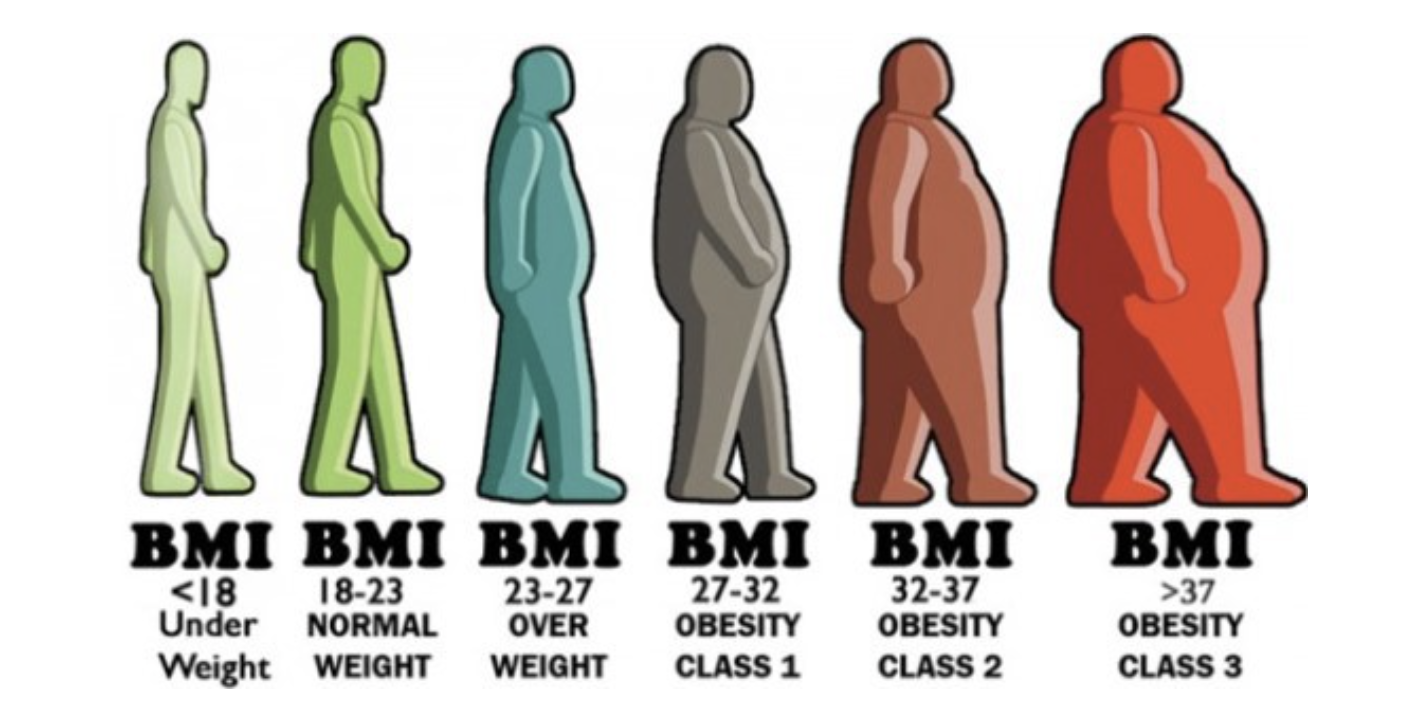 BMI
<18
Under
Weight
BMI
18-23
NORMAL
WEIGHT
BMI
23-27
OVER
WEIGHT
BMI
27-32
OBESITY
CLASS 1
BMI
32-37
OBESITY
CLASS 2
BMI
>37
OBESITY
CLASS 3